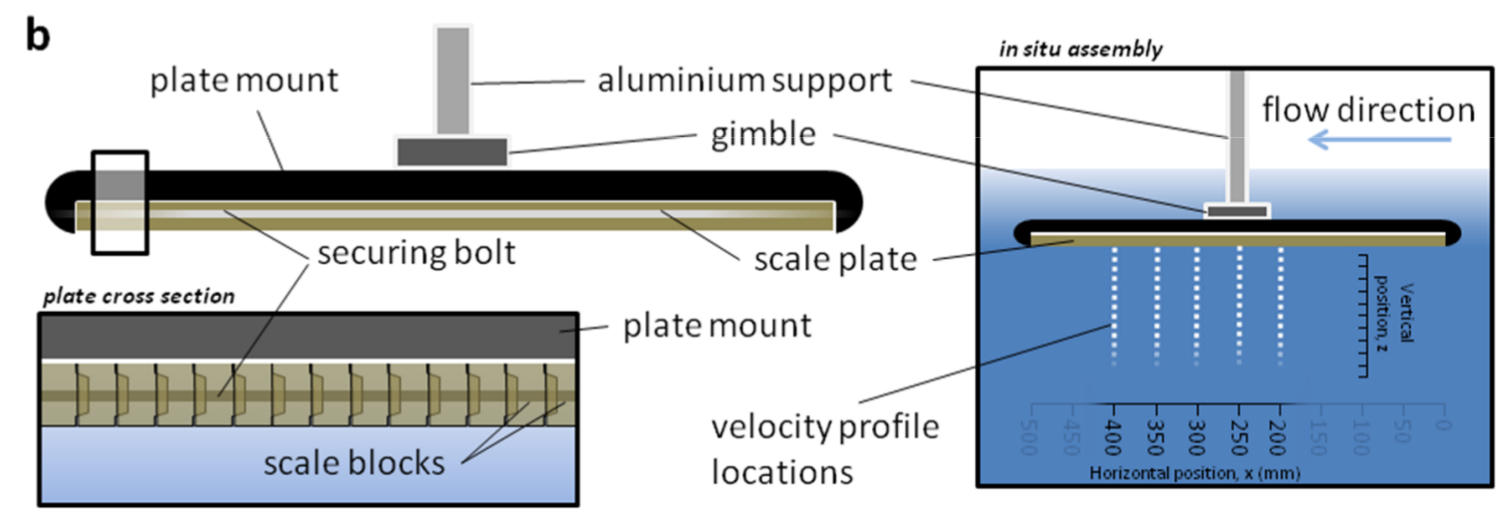 b
plate mount
aluminium support
gimble
securing bolt
scale plate
plate cross section
plate mount
scale blocks
velocity profile
locations
in situ assembly
flow direction
Vertical
position, z
500 450 400 350 300 250 200 150 100 50 0
Horizontal position, x (mm)